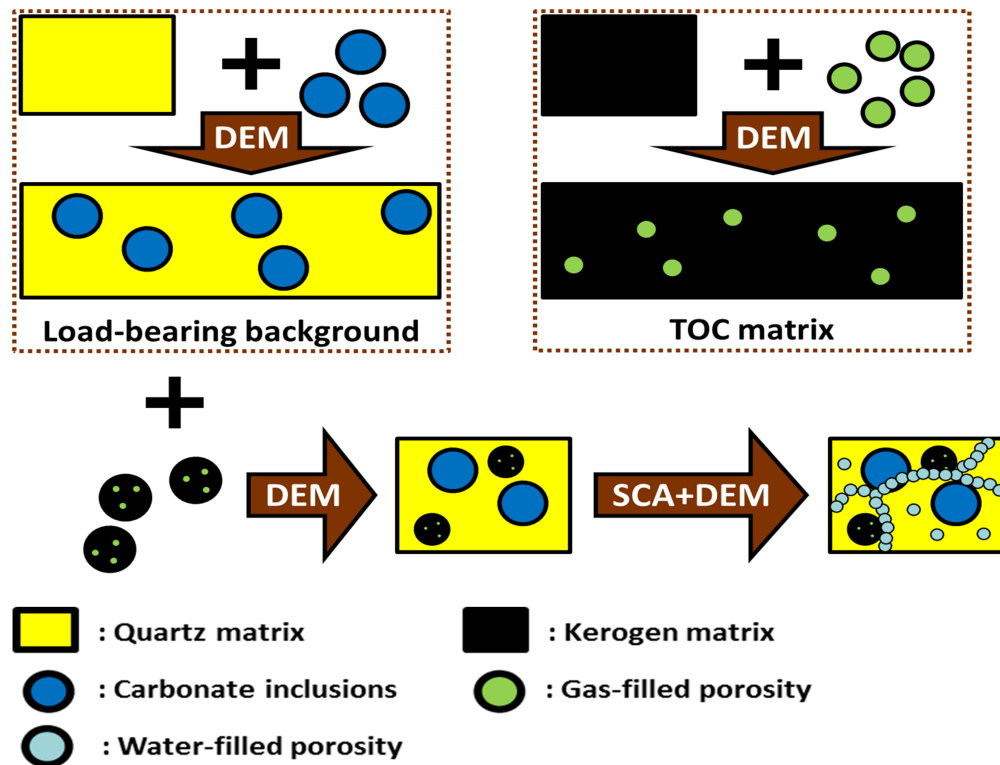 DEM
DEM
Load-bearing background
TOC matrix
DEM
SCA+DEM
: Quartz matrix
: Kerogen matrix
: Carbonate inclusions
: Gas-filled porosity
: Water-filled porosity